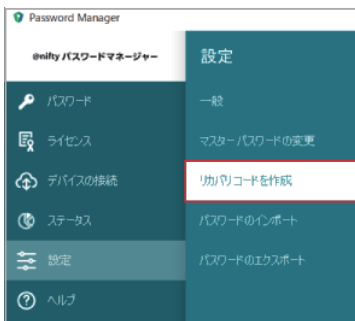 Password Manager
@nifty パスワードマネージャー
パスワード
ライセンス
デバイスの接続
ステータス
設定
ヘルプ
設定
一般
マスターパスワードの変更
リカバリコードを作成
パスワードのインポート
パスワードのエクスポート